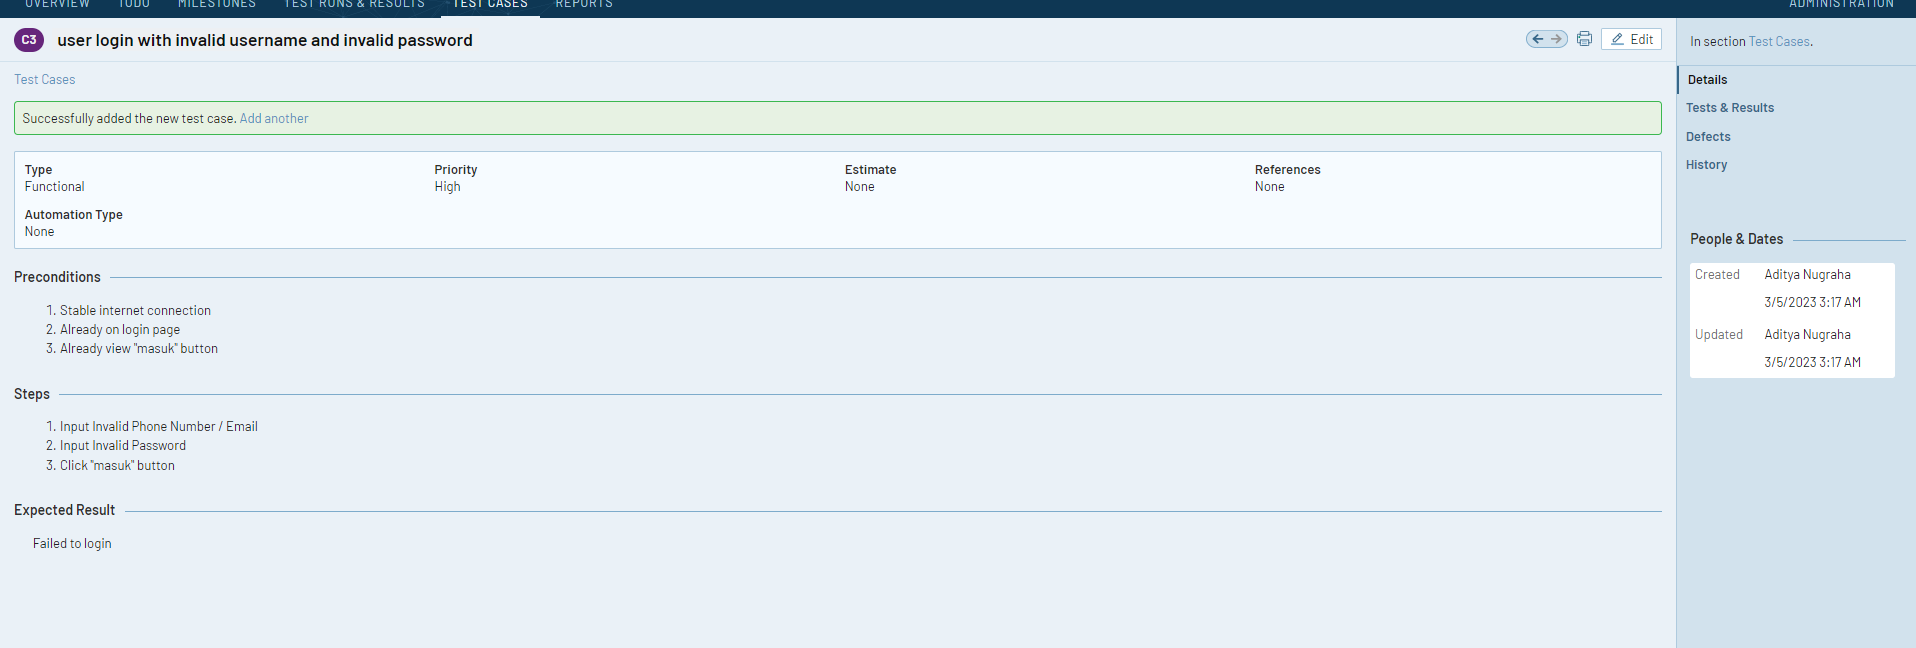 OVERVIEW TODO MILESTONES TEST RUNS & RESULTS TEST CASES REPORTS ADMINISTRATION
C3 user login with invalid username and invalid password
Edit
In section Test Cases.
Test Cases
Successfully added the new test case. Add another
Type Priority Estimate References
Functional High None None
Automation Type
None
Preconditions
1. Stable internet connection
2. Already on login page
3. Already view "masuk" button
Steps
1. Input Invalid Phone Number / Email
2. Input Invalid Password
3. Click "masuk" button
Expected Result
Failed to login
Details
Tests & Results
Defects
History
People & Dates
Created Aditya Nugraha
3/5/2023 3:17 AM
Updated Aditya Nugraha
3/5/2023 3:17 AM